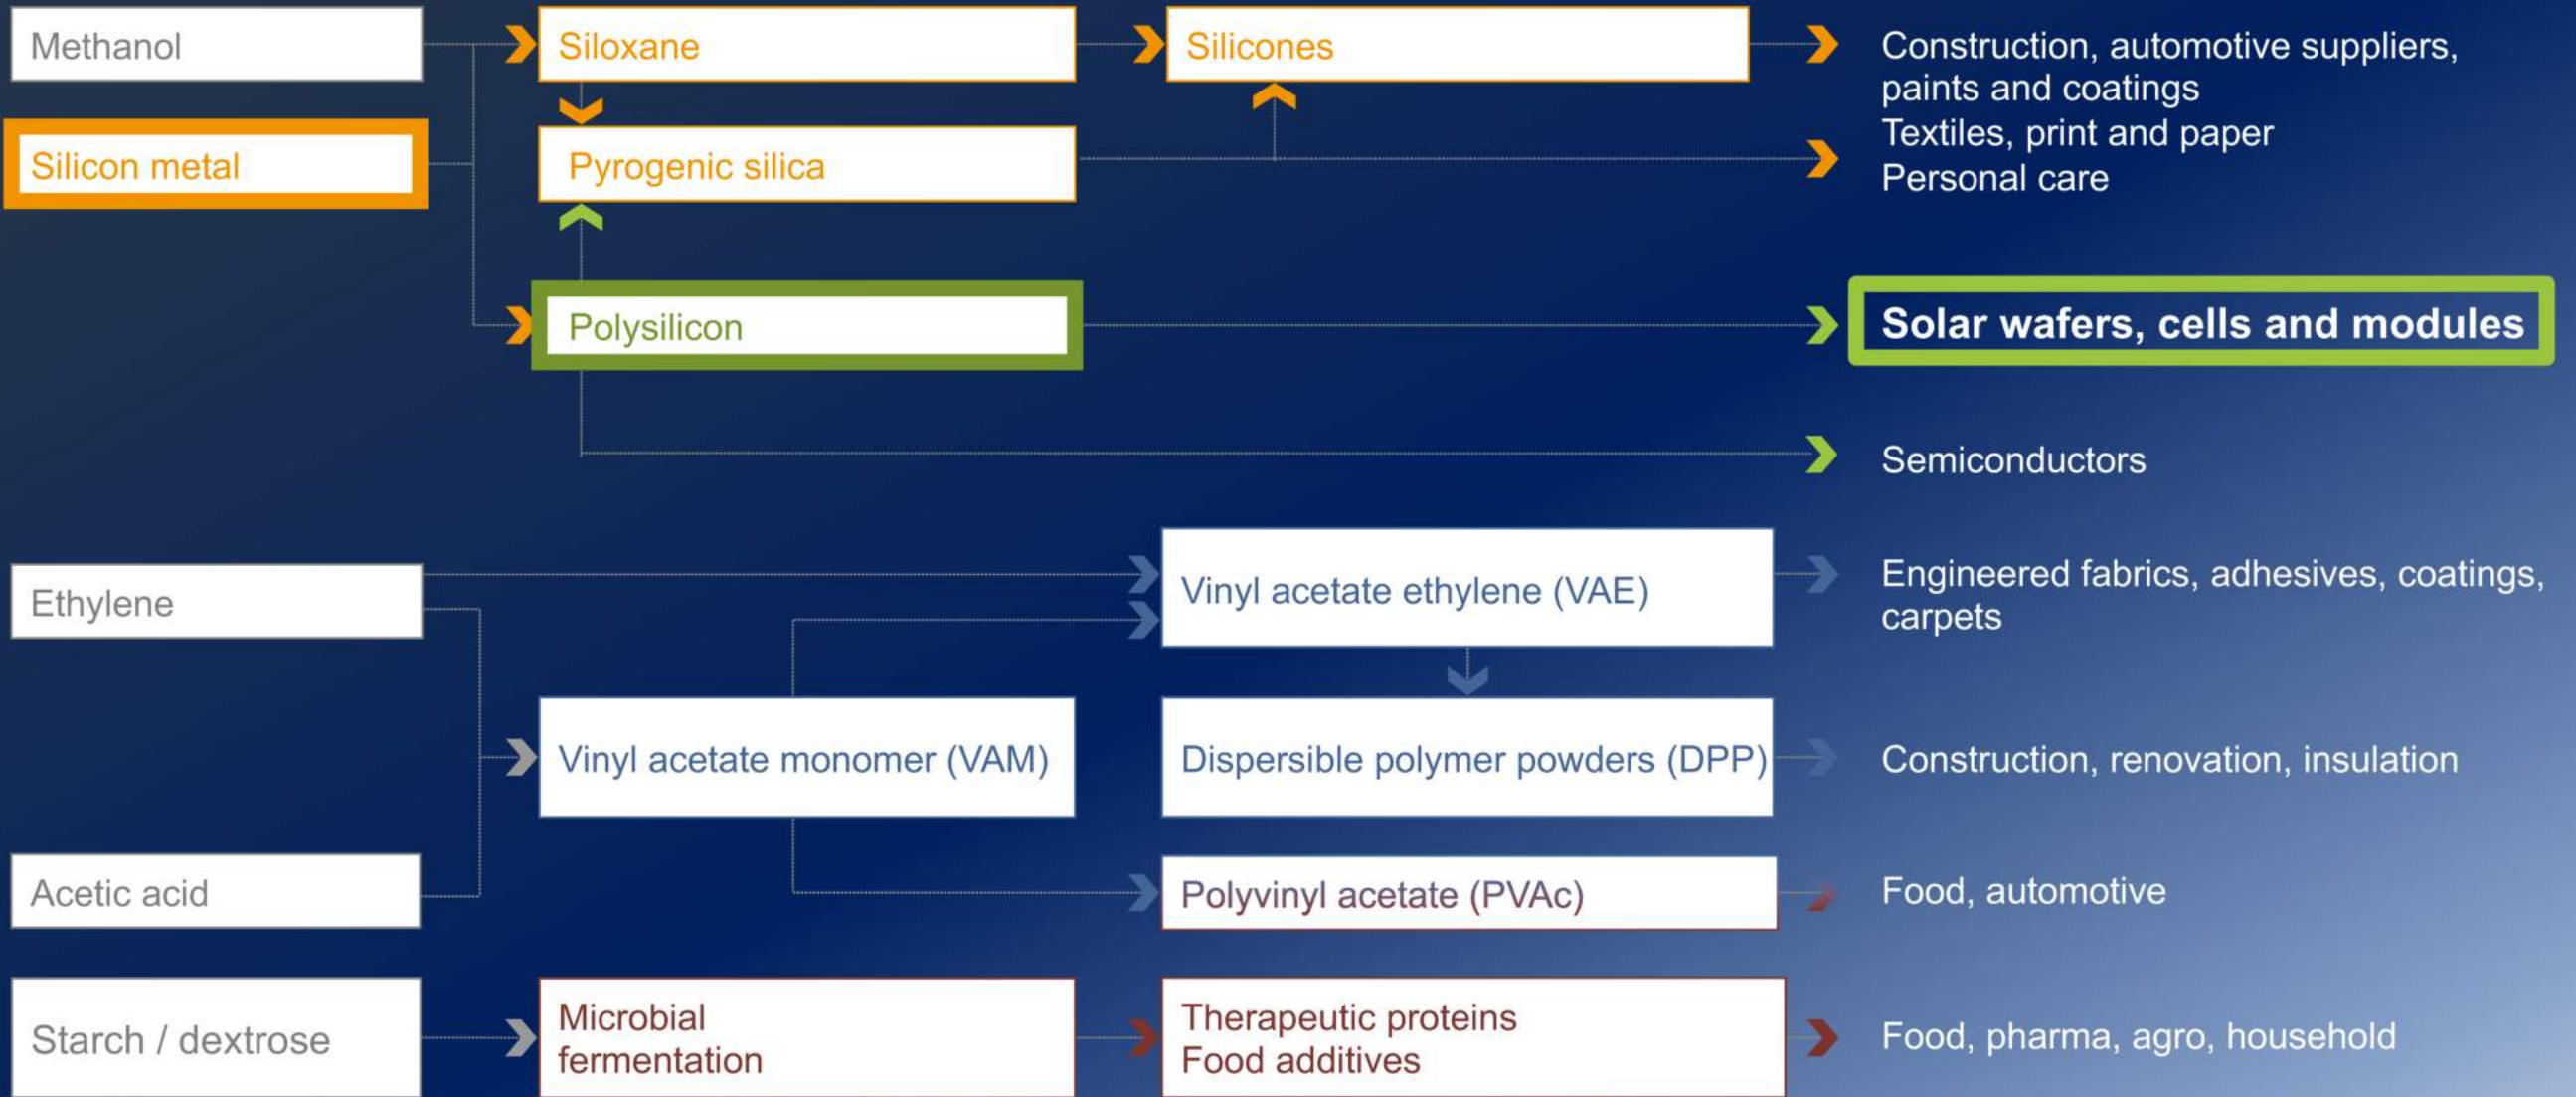 Methanol
Siloxane
Silicones
Construction, automotive suppliers,
paints and coatings
Textiles, print and paper
Personal care
Silicon metal
Pyrogenic silica
Polysilicon
Solar wafers, cells and modules
Semiconductors
Ethylene
Vinyl acetate ethylene (VAE)
Engineered fabrics, adhesives, coatings,
carpets
Vinyl acetate monomer (VAM)
Dispersible polymer powders (DPP)
Construction, renovation, insulation
Acetic acid
Polyvinyl acetate (PVAc)
Food, automotive
Starch / dextrose
Microbial
fermentation
Therapeutic proteins
Food additives
Food, pharma, agro, household